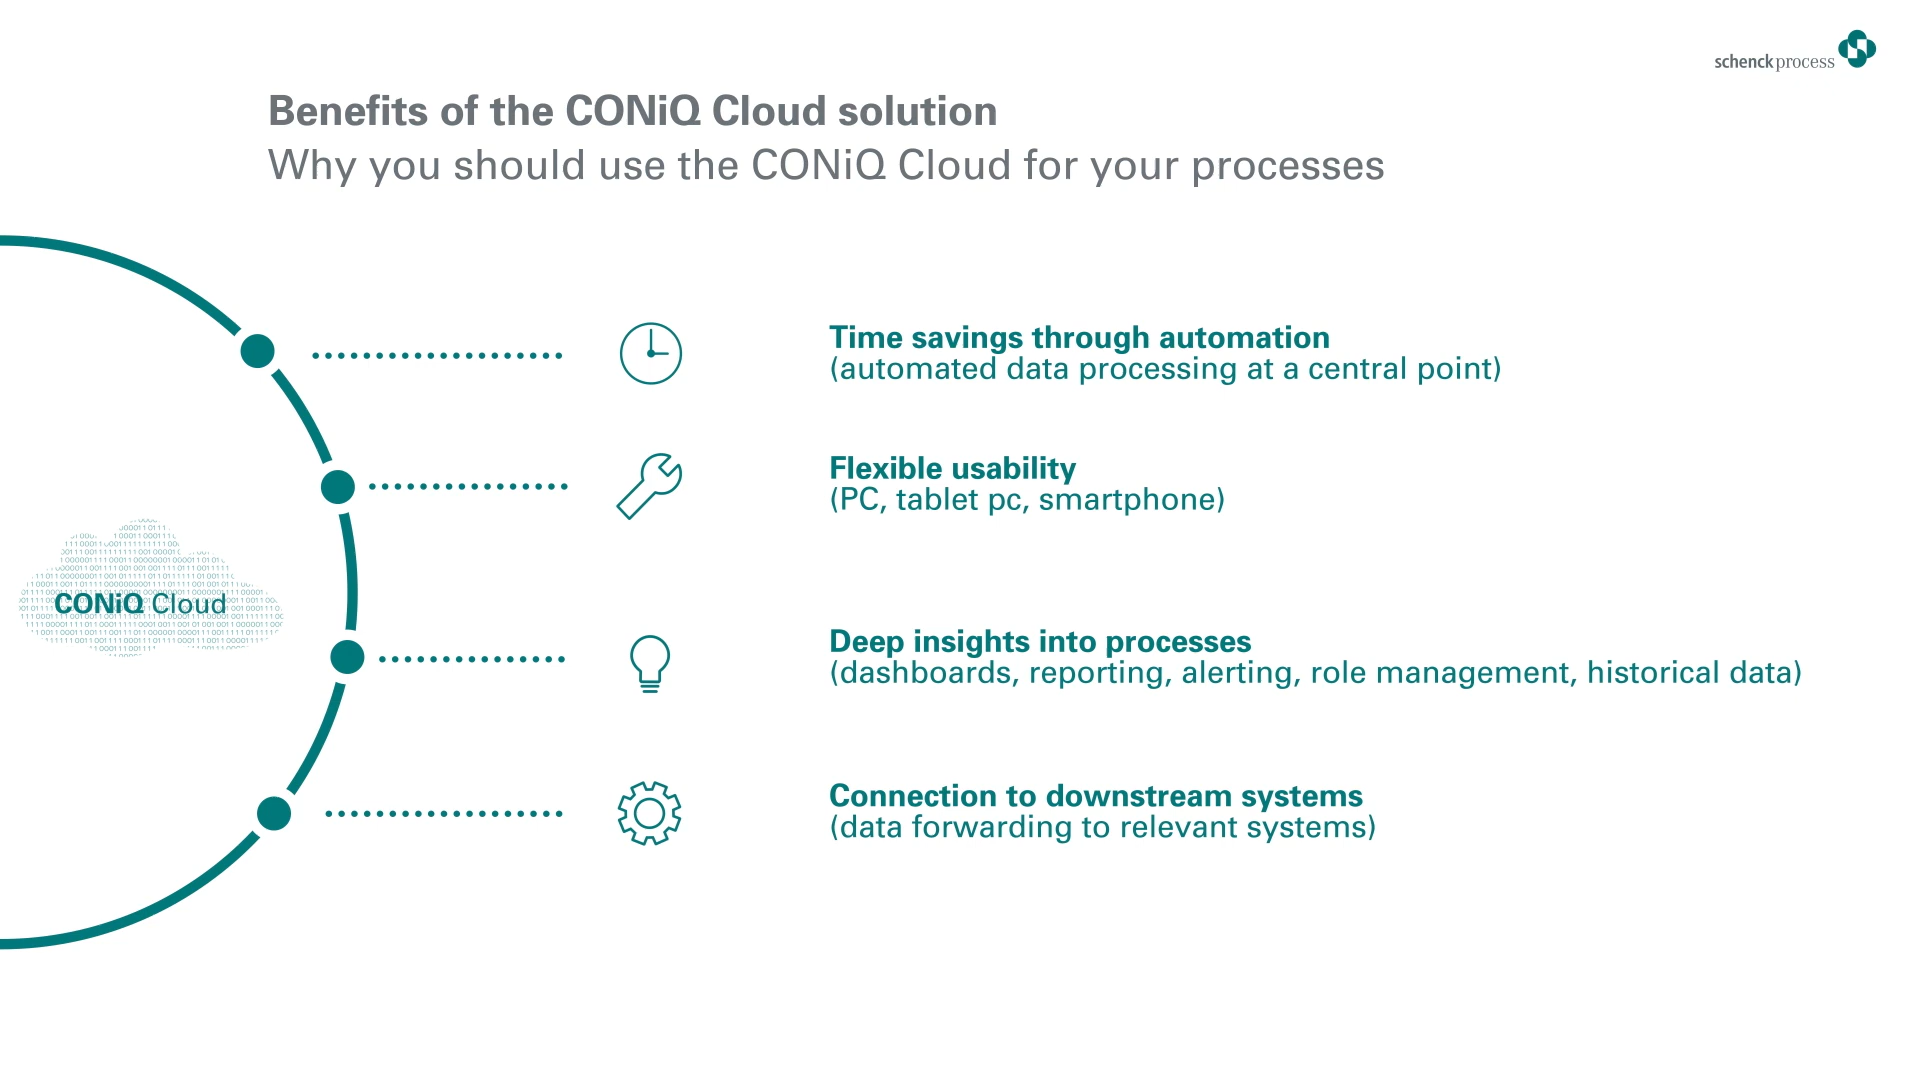 schenckprocess
Benefits of the CONiQ Cloud solution
Why you should use the CONiQ Cloud for your processes
Time savings through automation
(automated data processing at a central point)
Flexible usability
(PC, tablet pc, smartphone)
CONiQ Cloud
Deep insights into processes
(dashboards, reporting, alerting, role management, historical data)
Connection to downstream systems
(data forwarding to relevant systems)